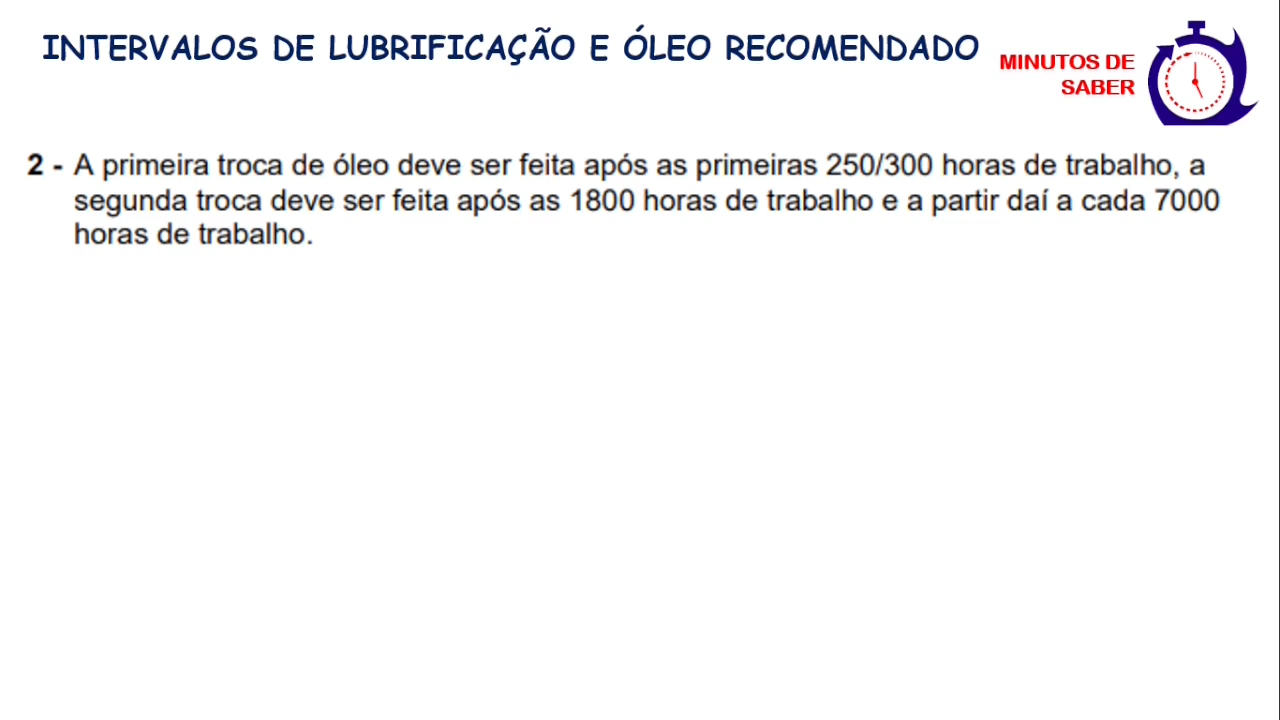 INTERVALOS DE LUBRIFICAÇÃO E ÓLEO RECOMENDADO
MINUTOS DE
SABER
2 - A primeira troca de óleo deve ser feita após as primeiras 250/300 horas de trabalho, a
segunda troca deve ser feita após as 1800 horas de trabalho e a partir daí a cada 7000
horas de trabalho.